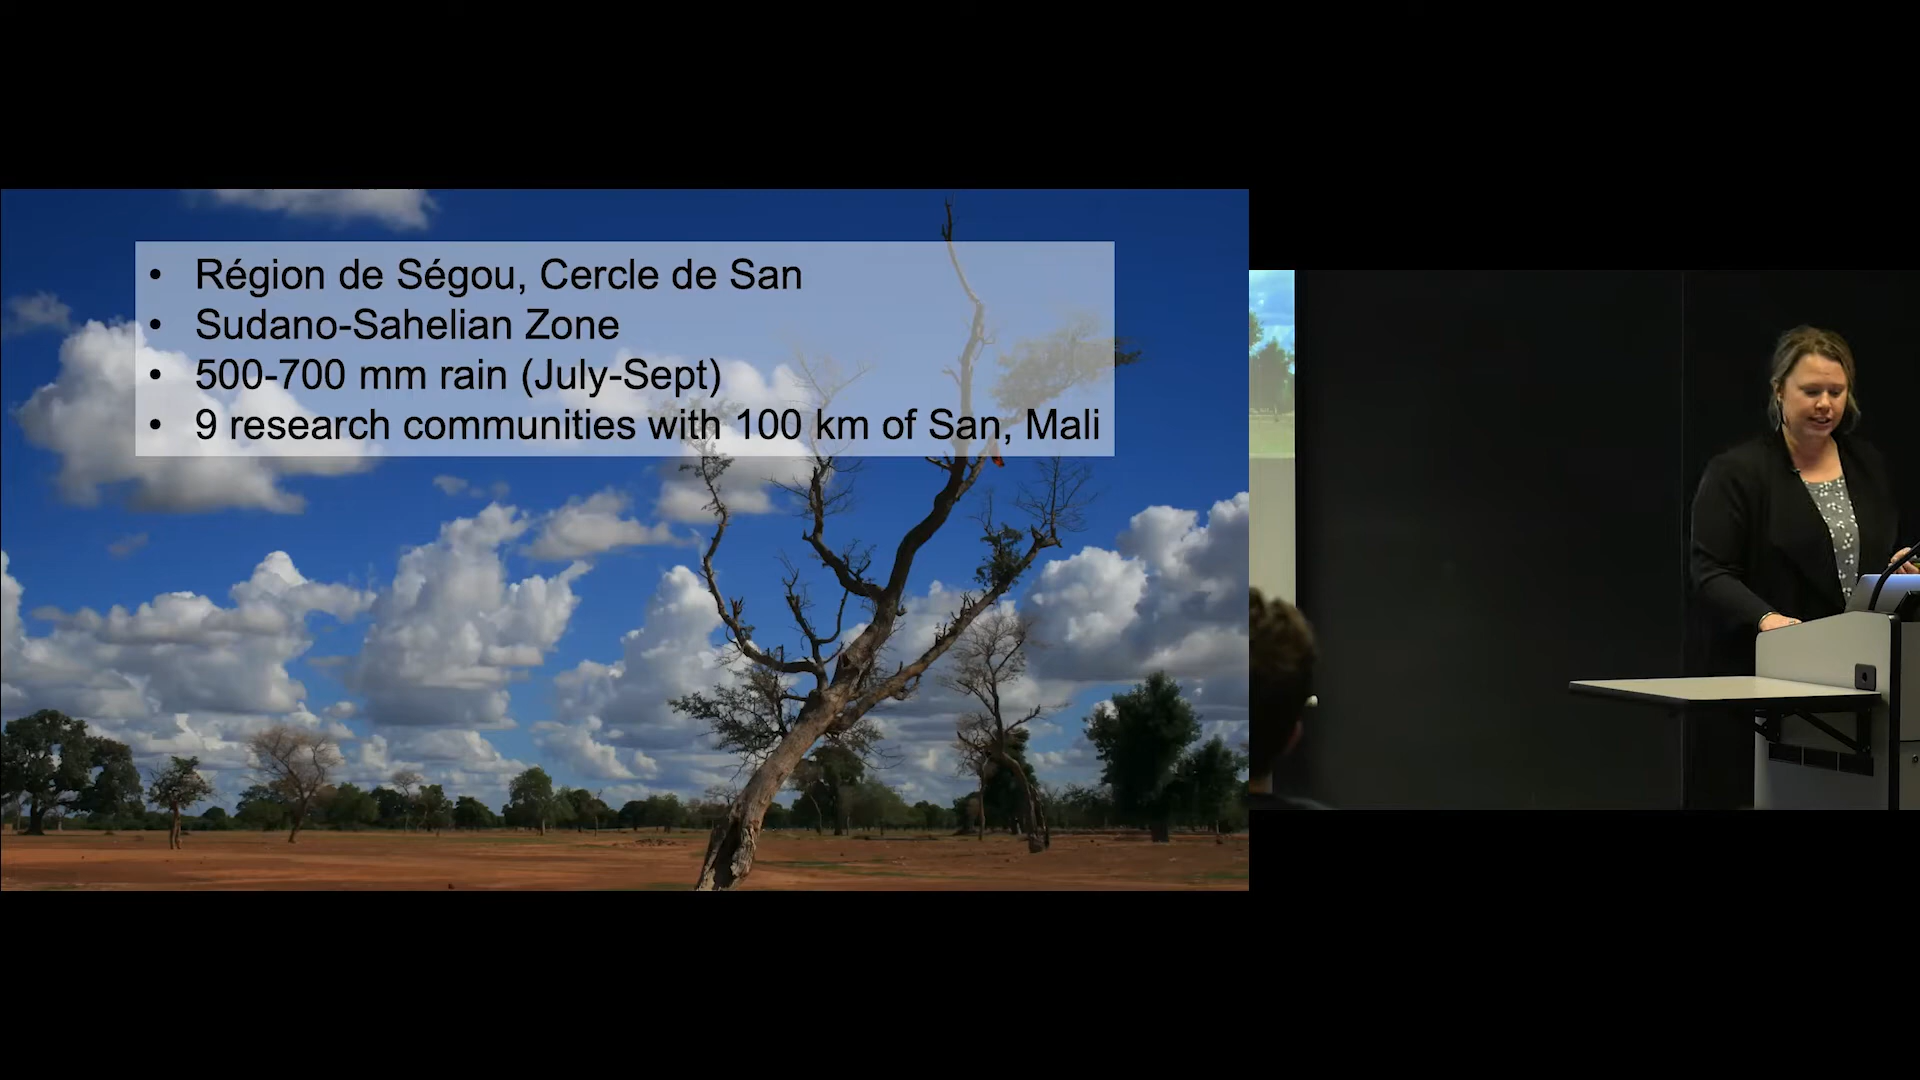 • Région de Ségou, Cercle de San
• Sudano-Sahelian Zone
• 500-700 mm rain (July-Sept)
• 9 research communities with 100 km of San, Mali